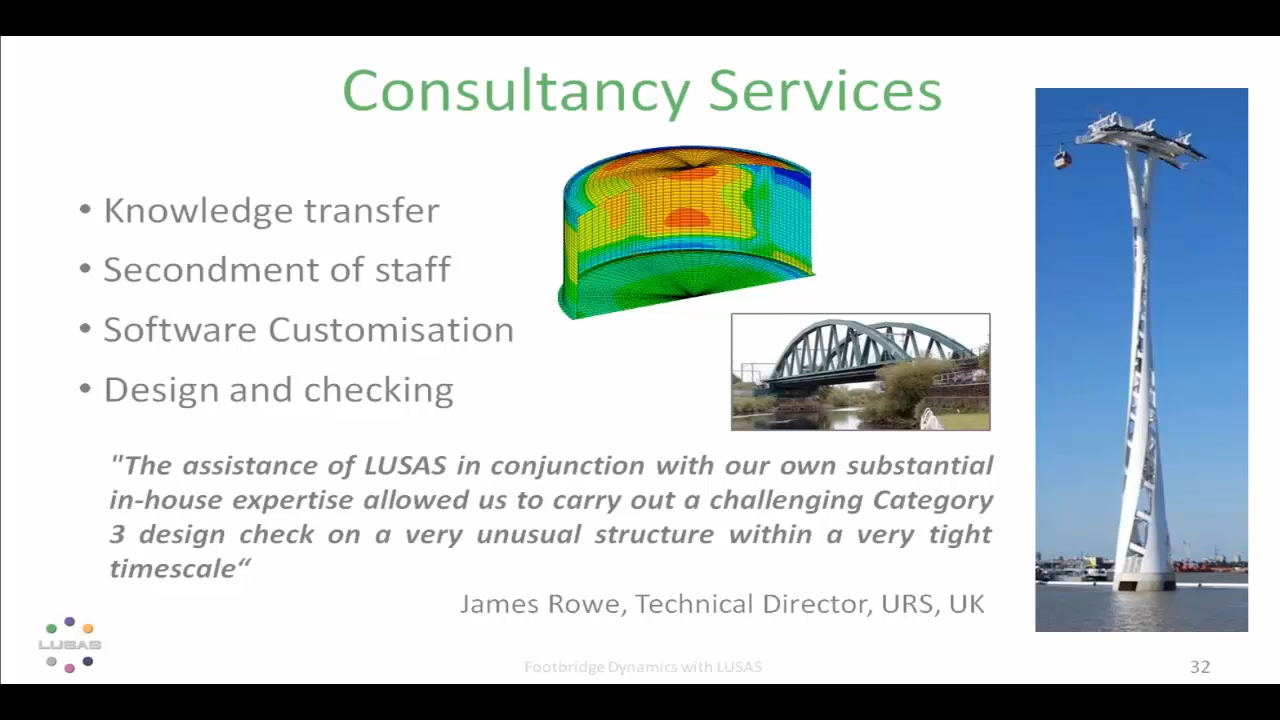 Consultancy Services
• Knowledge transfer
• Secondment of staff
• Software Customisation
• Design and checking
"The assistance of LUSAS in conjunction with our own substantial
in-house expertise allowed us to carry out a challenging Category
3 design check on a very unusual structure within a very tight
timescale“
James Rowe, Technical Director, URS, UK
LUSAS
Footbridge Dynamics with LUSAS
32